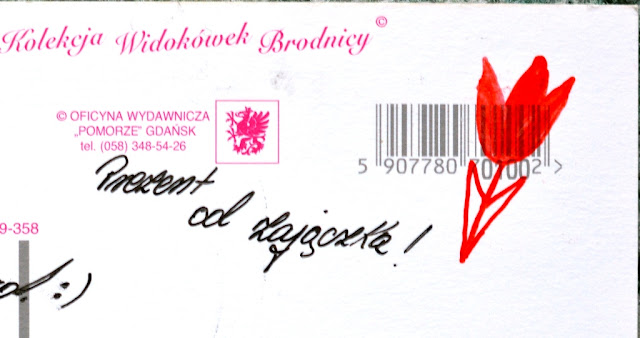 Kolekcja Widokówek Brodnicy ©
© OFICYNA WYDAWNICZA
„POMORZE” GDAŃSK
tel. (058) 348-54-26
5 907780 707002 >
Prezent
od zajączka!
9-358
:)